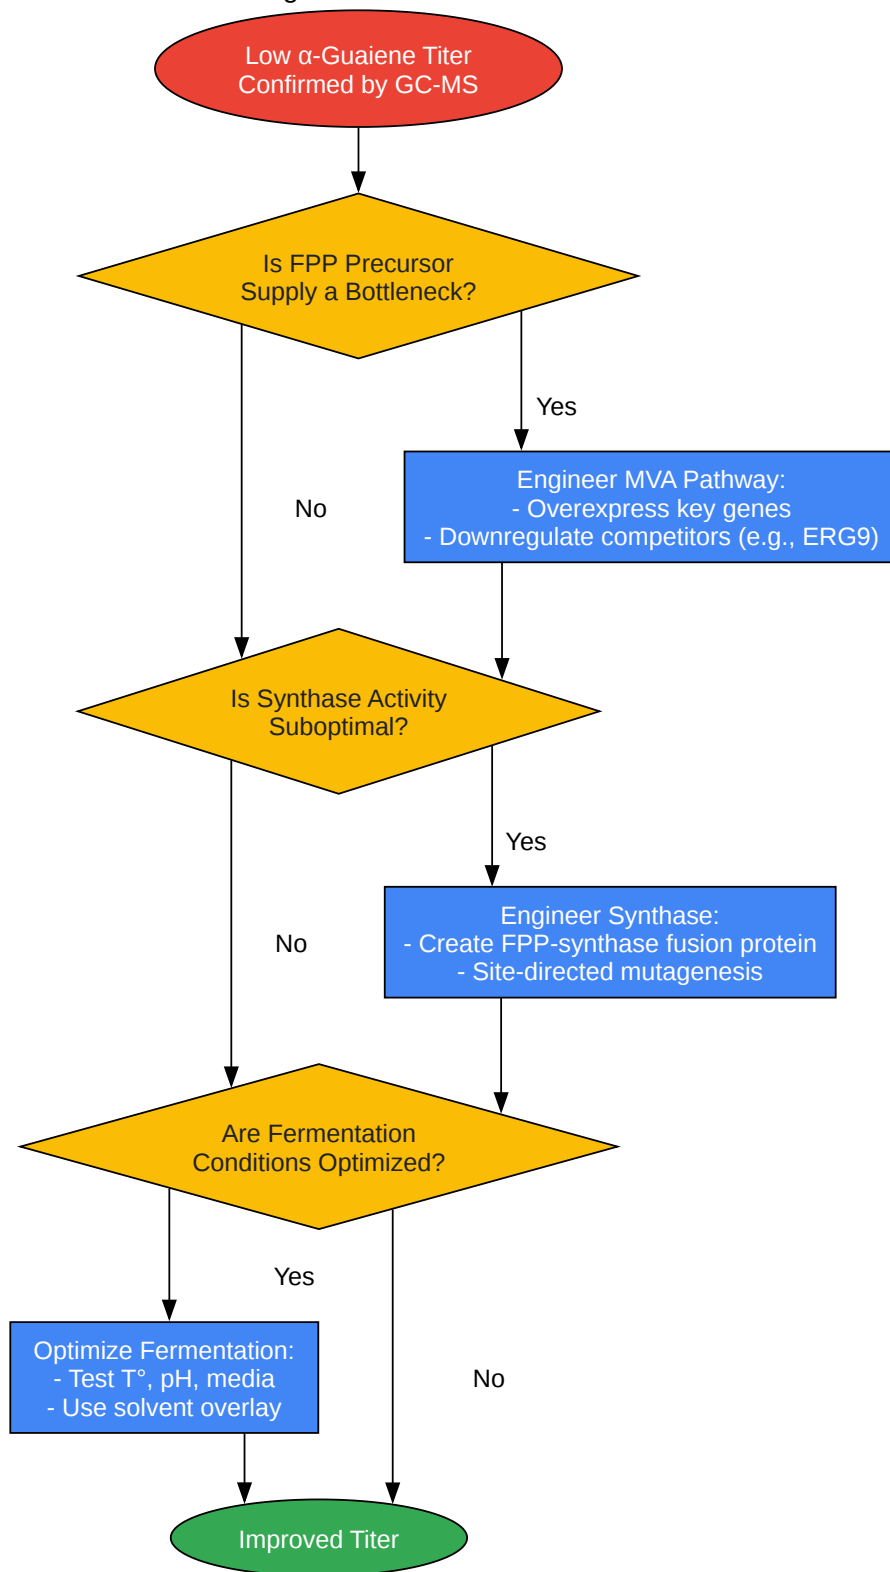 Low α-Guaiene Titer
Confirmed by GC-MS
Is FPP Precursor
Supply a Bottleneck?
Yes
Engineer MVA Pathway:
- Overexpress key genes
- Downregulate competitors (e.g., ERG9)
No
Is Synthase Activity
Suboptimal?
Yes
Engineer Synthase:
- Create FPP-synthase fusion protein
- Site-directed mutagenesis
No
Are Fermentation
Conditions Optimized?
Yes
Optimize Fermentation:
- Test T°, pH, media
- Use solvent overlay
No
Improved Titer